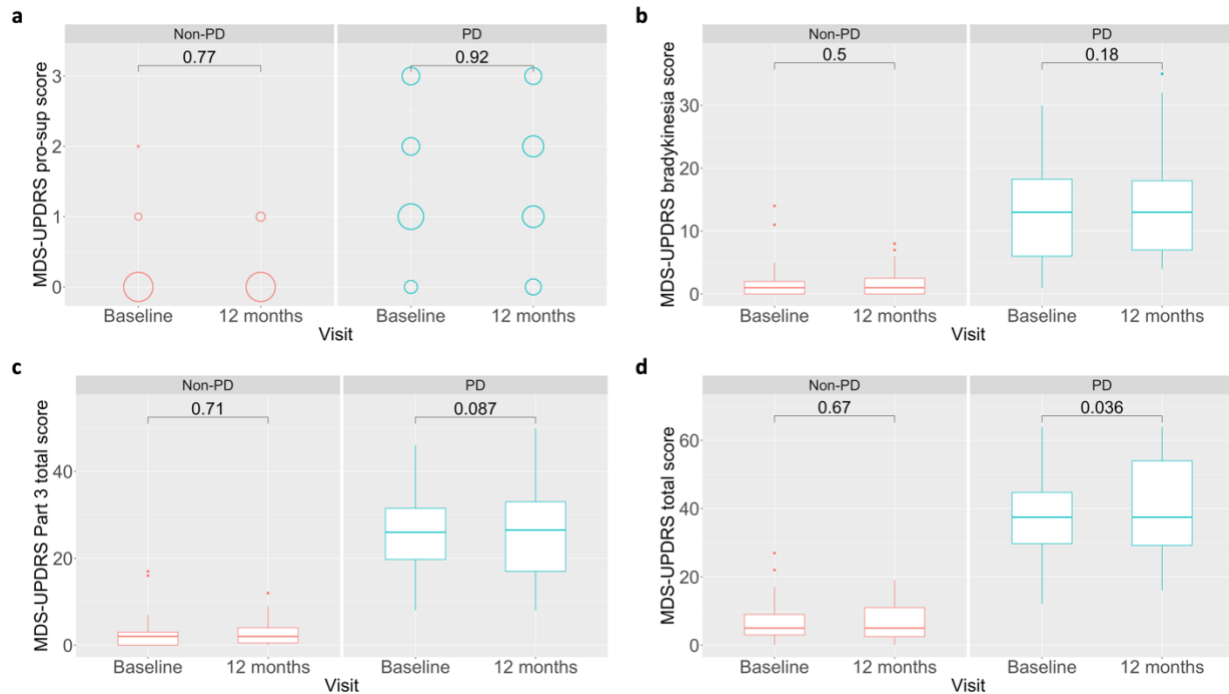 a
Non-PD PD
0.77 0.92
MDS-UPDRS pro-sup score
3
2
1
0
Baseline 12 months Baseline 12 months
Visit
b
Non-PD PD
0.5 0.18
MDS-UPDRS bradykinesia score
30
20
10
0
Baseline 12 months Baseline 12 months
Visit
c
Non-PD PD
0.71 0.087
MDS-UPDRS Part 3 total score
40
20
0
Baseline 12 months Baseline 12 months
Visit
d
Non-PD PD
0.67 0.036
MDS-UPDRS total score
60
40
20
0
Baseline 12 months Baseline 12 months
Visit